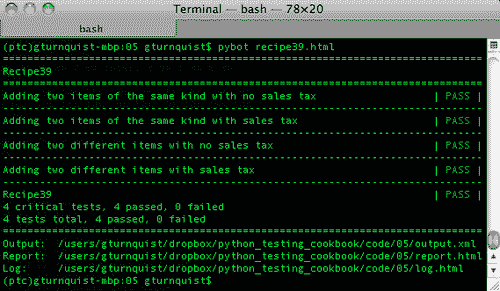 Terminal — bash — 78×20
bash
(ptc)gturnquist-mbp:05 gturnquist$ pybot recipe39.html
==============================================================================
Recipe39
==============================================================================
Adding two items of the same kind with no sales tax | PASS |
------------------------------------------------------------------------------
Adding two items of the same kind with sales tax | PASS |
------------------------------------------------------------------------------
Adding two different items with no sales tax | PASS |
------------------------------------------------------------------------------
Adding two different items with sales tax | PASS |
------------------------------------------------------------------------------
Recipe39 | PASS |
4 critical tests, 4 passed, 0 failed
4 tests total, 4 passed, 0 failed
==============================================================================
Output: /users/gturnquist/dropbox/python_testing_cookbook/code/05/output.xml
Report: /users/gturnquist/dropbox/python_testing_cookbook/code/05/report.html
Log: /users/gturnquist/dropbox/python_testing_cookbook/code/05/log.html
(ptc)gturnquist-mbp:05 gturnquist$